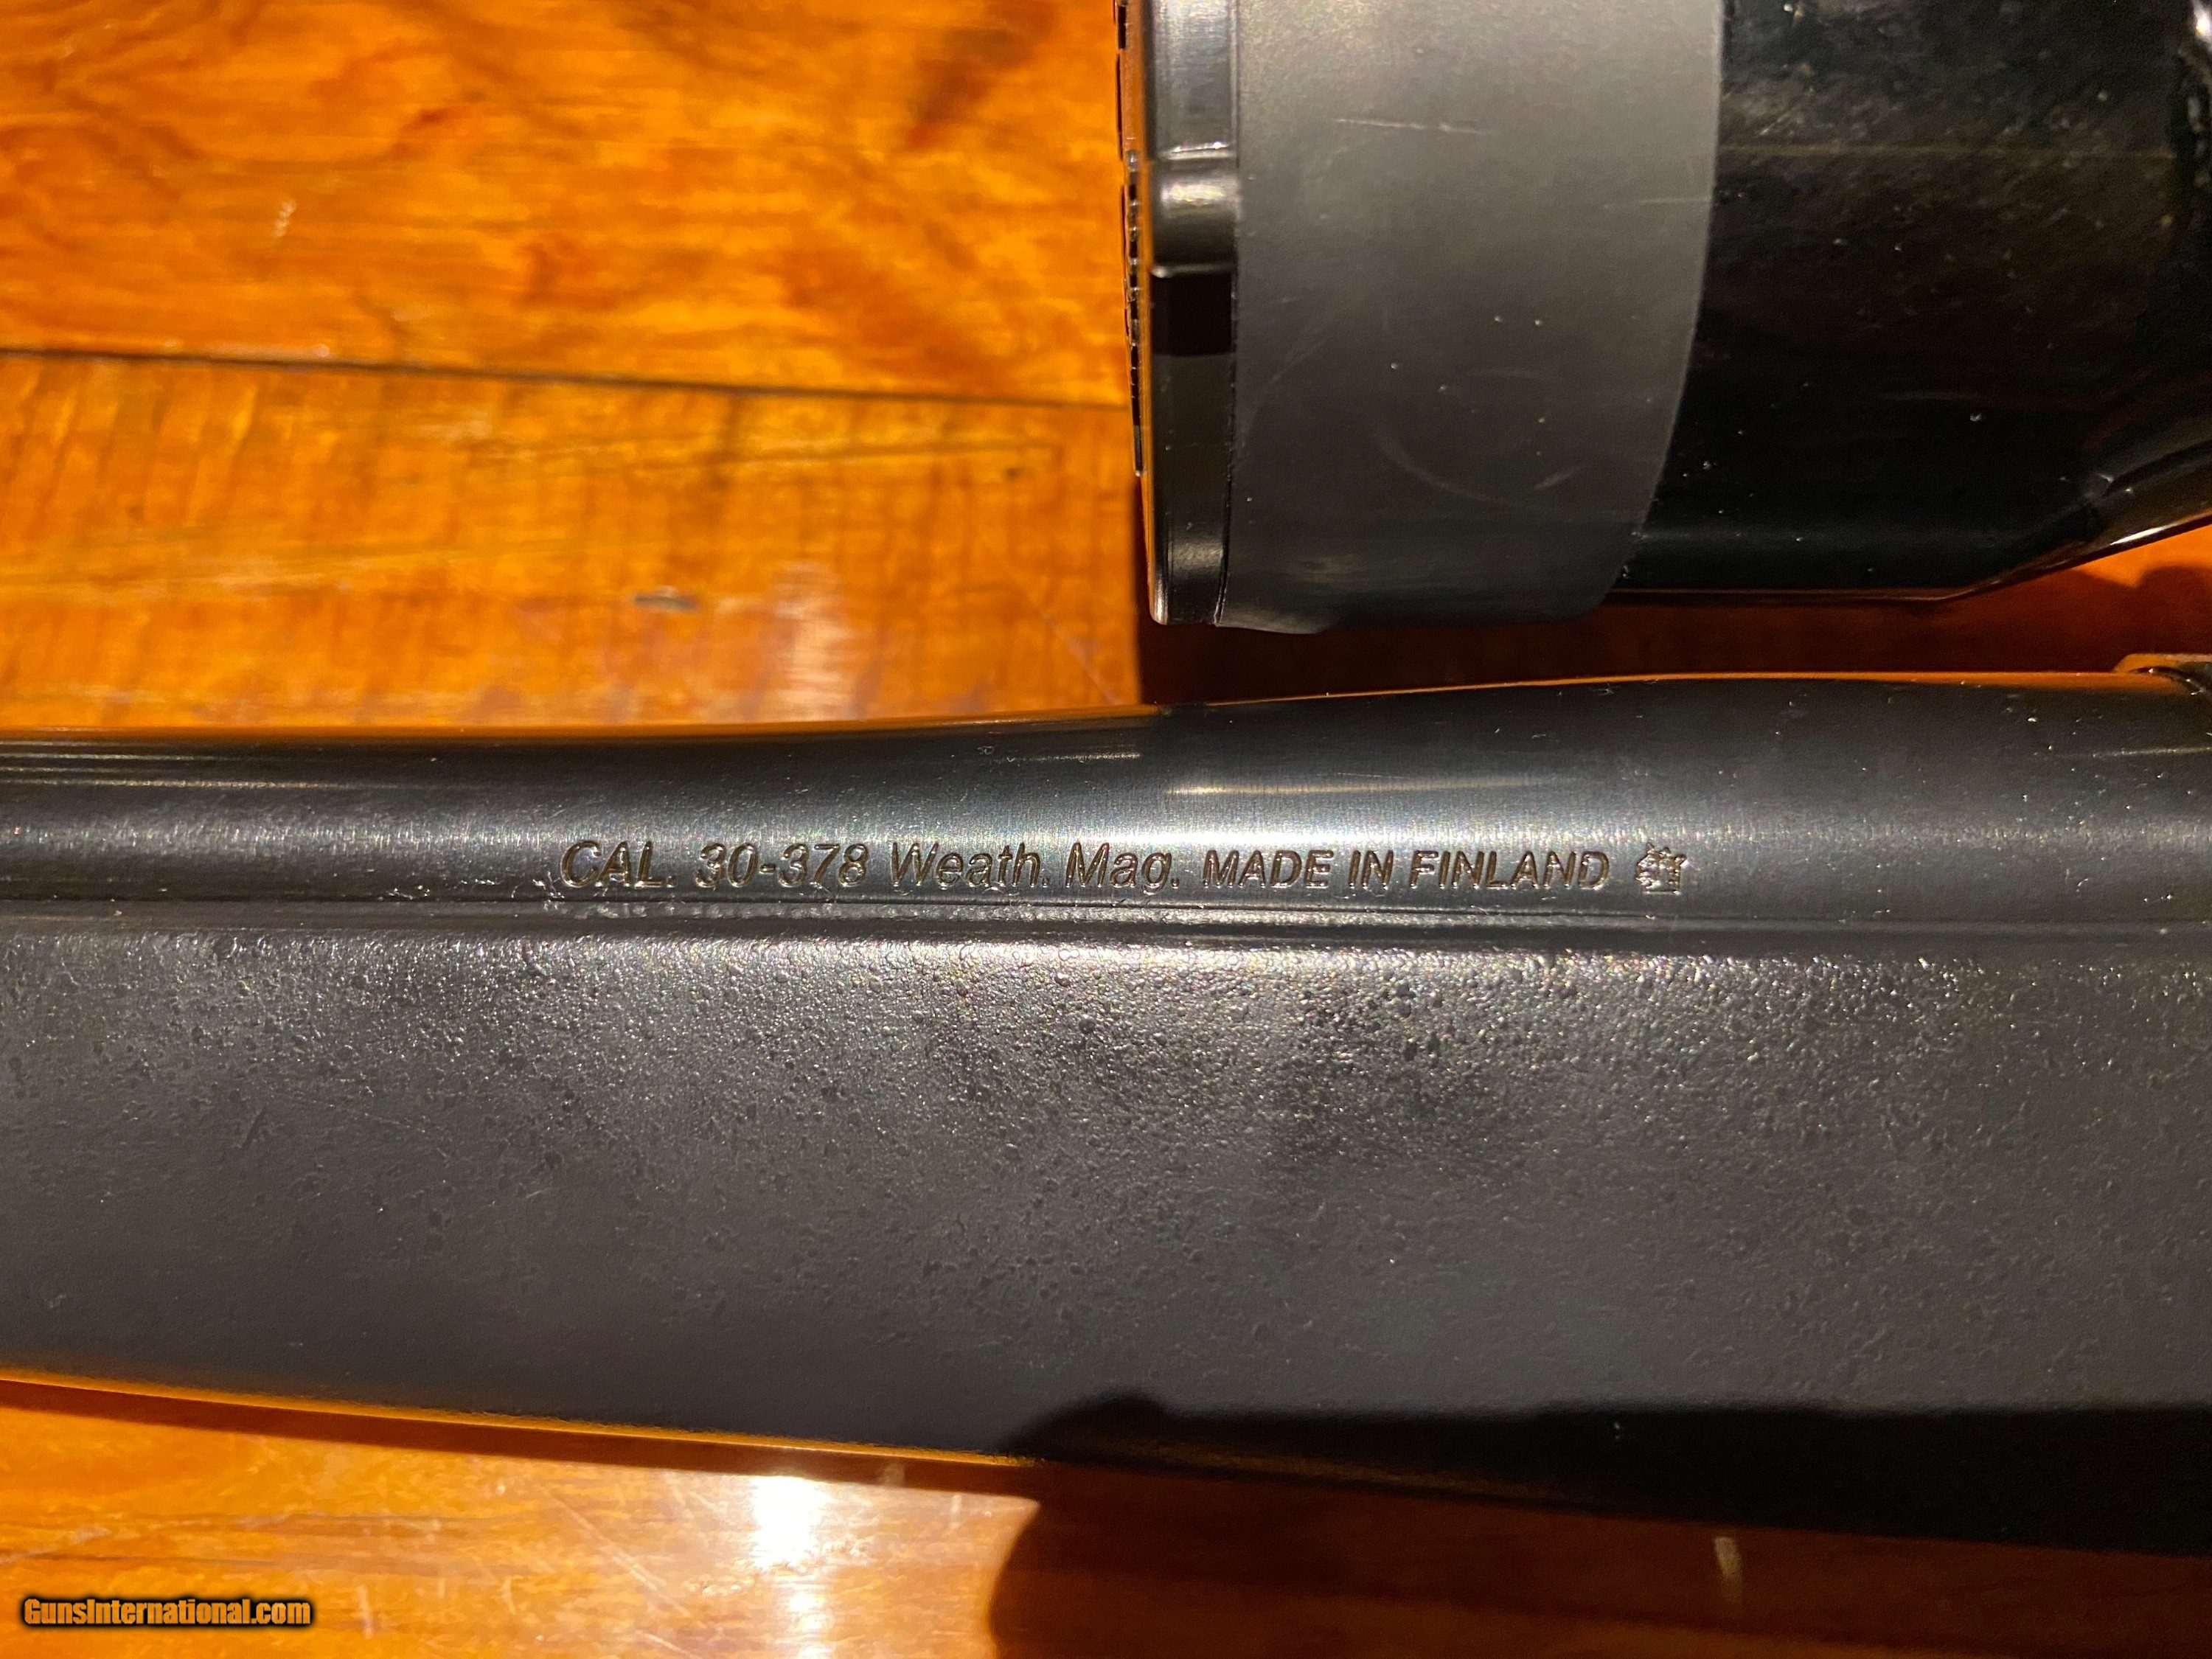 CAL. 30-378 Weath. Mag. MADE IN FINLAND
GunsInternational.com